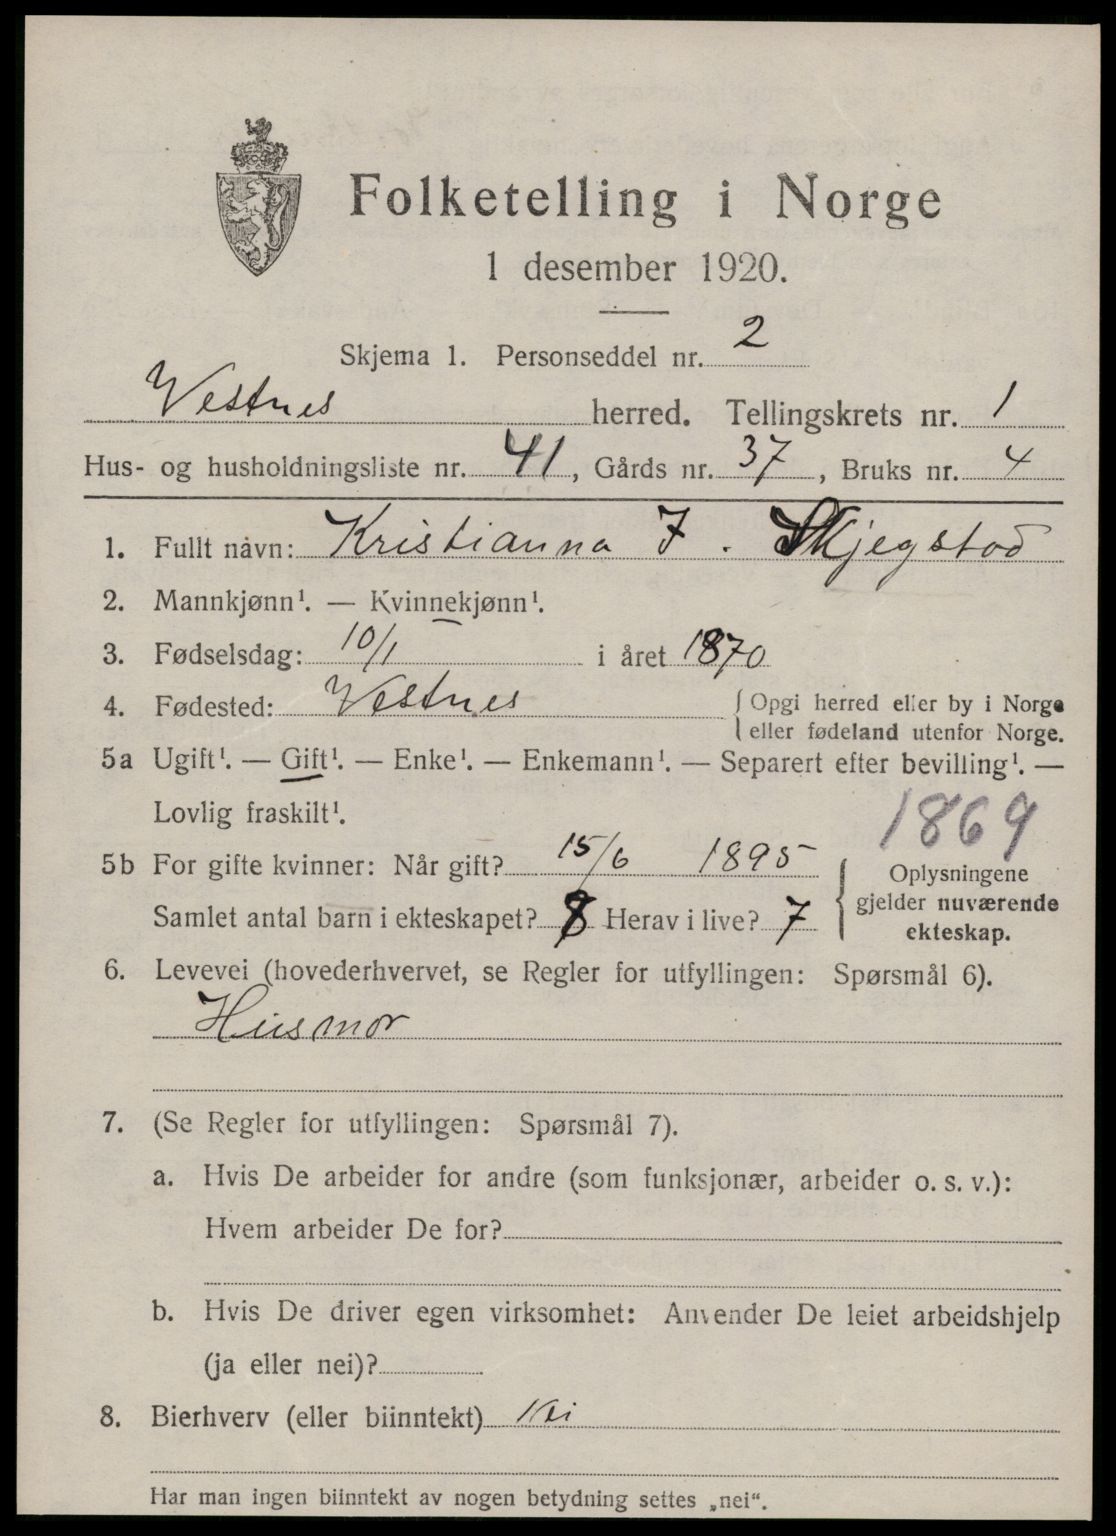 Folketelling i Norge
1 desember 1920.
Skjema 1. Personseddel nr. 2
Vestnes herred. Tellingskrets nr. 1
Hus- og husholdningsliste nr. 41, Gårds nr. 37, Bruks nr. 4
1. Fullt navn: Kristianna J. Skjegstad
2. Mannkjønn¹. — Kvinnekjønn¹.
3. Fødselsdag: 10/1 i året 1870
4. Fødested: Vestnes {Opgi herred eller by i Norge
eller fødeland utenfor Norge.
5a Ugift¹. — Gift¹. — Enke¹. — Enkemann¹. — Separert efter bevilling¹. —
Lovlig fraskilt¹.
1869
5b For gifte kvinner: Når gift? 15/6 1895
Samlet antal barn i ekteskapet? 8 Herav i live? 7
{Oplysningene
gjelder nuværende
ekteskap.
6. Levevei (hovederhvervet, se Regler for utfyllingen: Spørsmål 6).
Husmor
7. (Se Regler for utfyllingen: Spørsmål 7).
a. Hvis De arbeider for andre (som funksjonær, arbeider o. s. v.):
Hvem arbeider De for?
b. Hvis De driver egen virksomhet: Anvender De leiet arbeidshjelp
(ja eller nei)?
8. Bierhverv (eller biinntekt) Nei
Har man ingen biinntekt av nogen betydning settes „nei“.